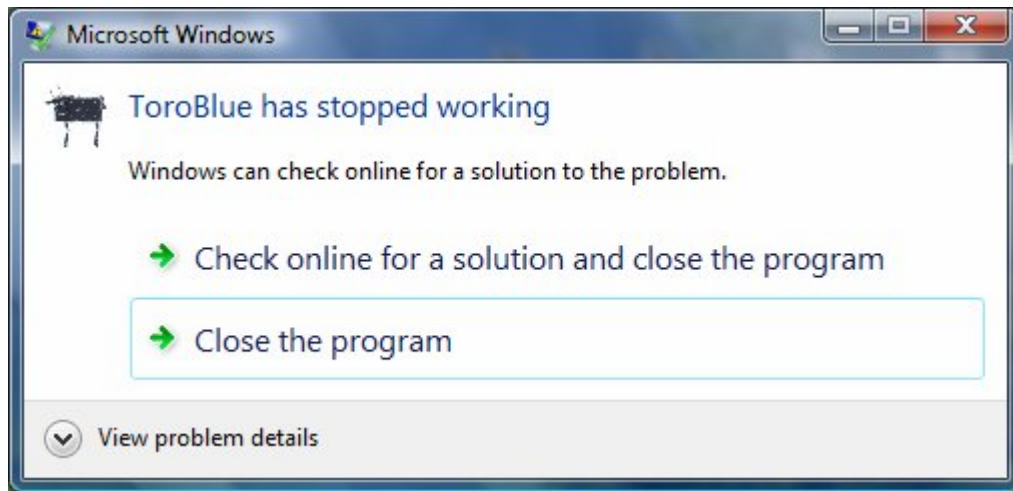 Microsoft Windows
ToroBlue has stopped working
Windows can check online for a solution to the problem.
Check online for a solution and close the program
Close the program
View problem details